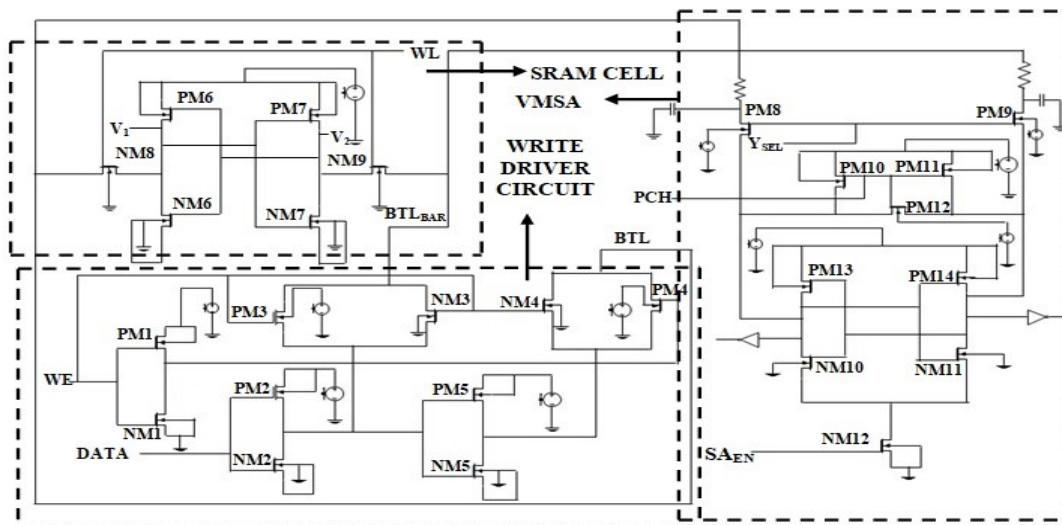 WL
SRAM CELL
VMSA
WRITE
DRIVER
CIRCUIT
PM6
PM7
V1
V2
NM8
NM9
NM6
NM7
BTLBAR
BTL
PM8
PM9
YSEL
PM10
PM11
PCH
PM12
PM13
PM14
NM10
NM11
NM12
SAEN
PM3
NM3
NM4
PM4
PM1
WE
NM1
PM2
PM5
DATA
NM2
NM5